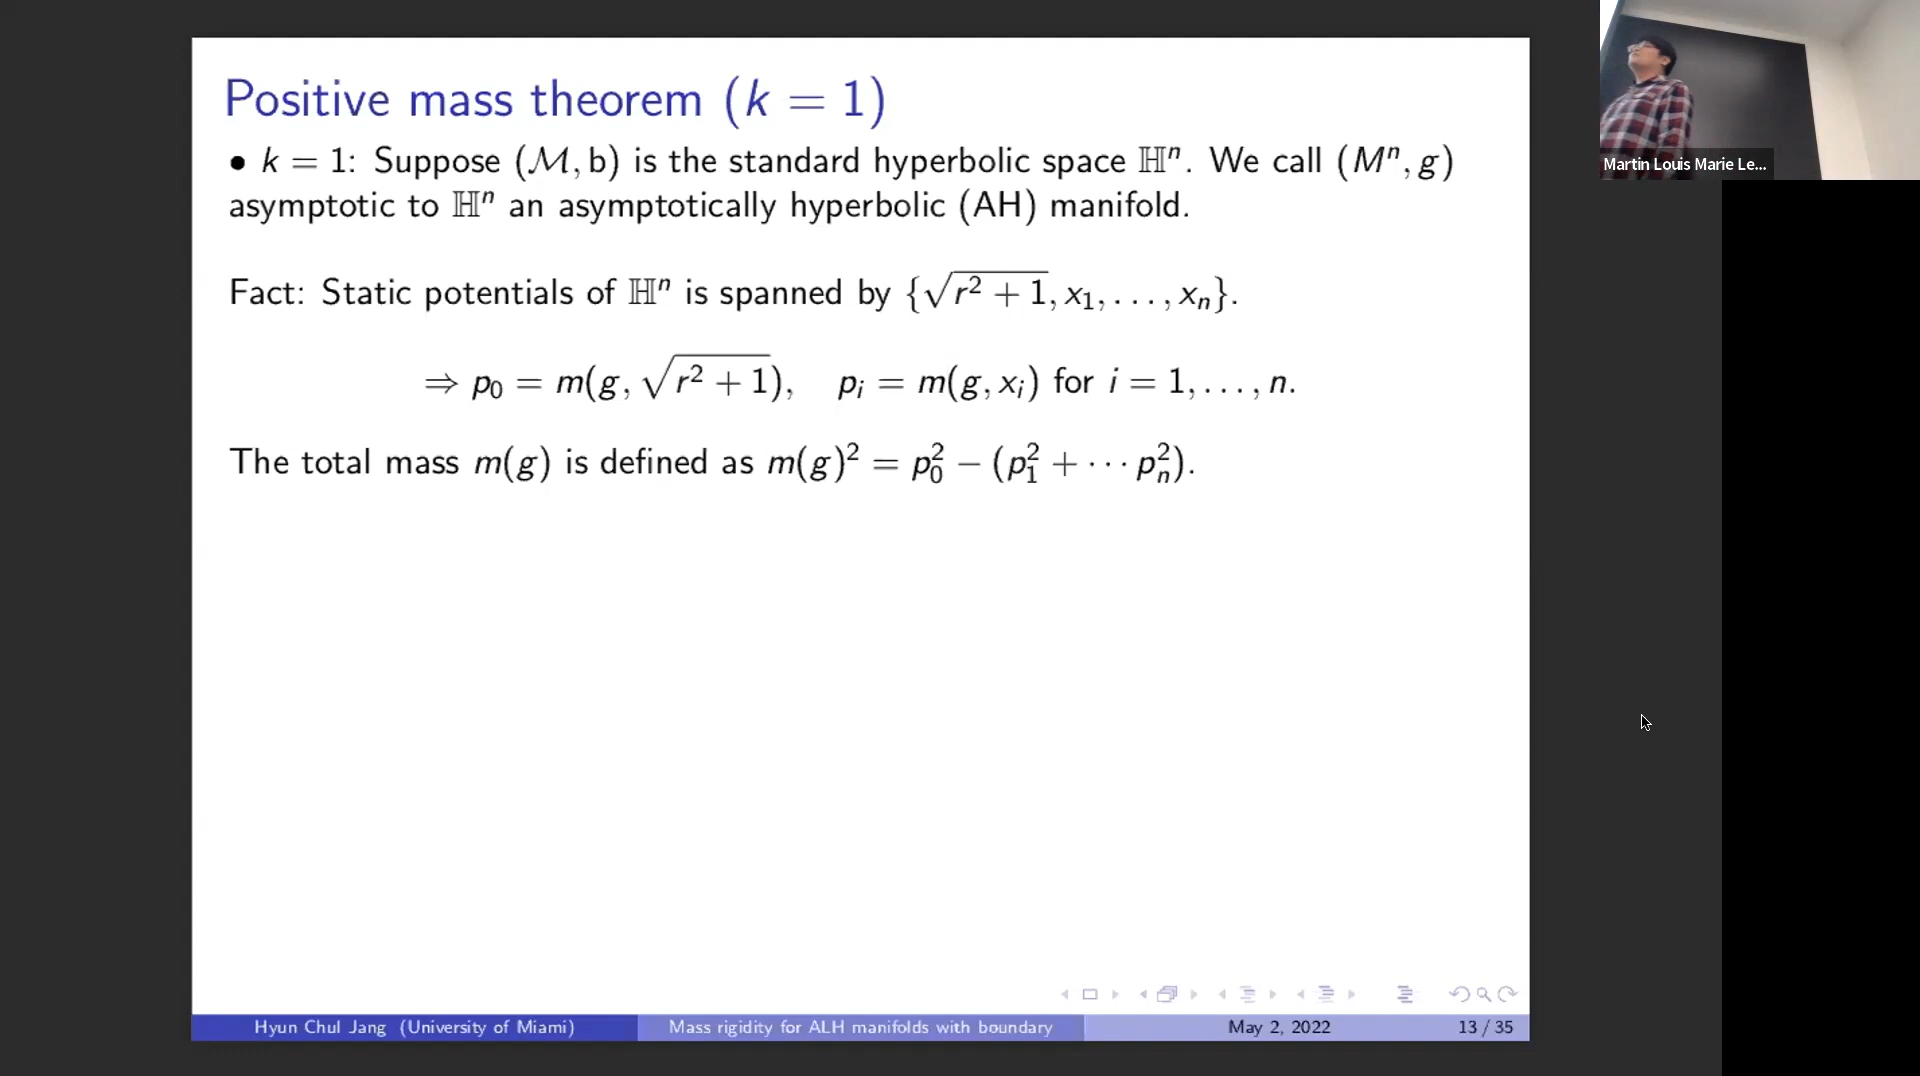 Positive mass theorem (k = 1)
• k = 1: Suppose (ℳ, b) is the standard hyperbolic space ℍⁿ. We call (Mⁿ, g)
asymptotic to ℍⁿ an asymptotically hyperbolic (AH) manifold.
Fact: Static potentials of ℍⁿ is spanned by {√(r² + 1), x₁, . . . , xₙ}.
⇒ p₀ = m(g, √(r² + 1)), pᵢ = m(g, xᵢ) for i = 1, . . . , n.
The total mass m(g) is defined as m(g)² = p₀² − (p₁² + · · · pₙ²).
Hyun Chul Jang (University of Miami) Mass rigidity for ALH manifolds with boundary May 2, 2022 13 / 35
Martin Louis Marie Le...